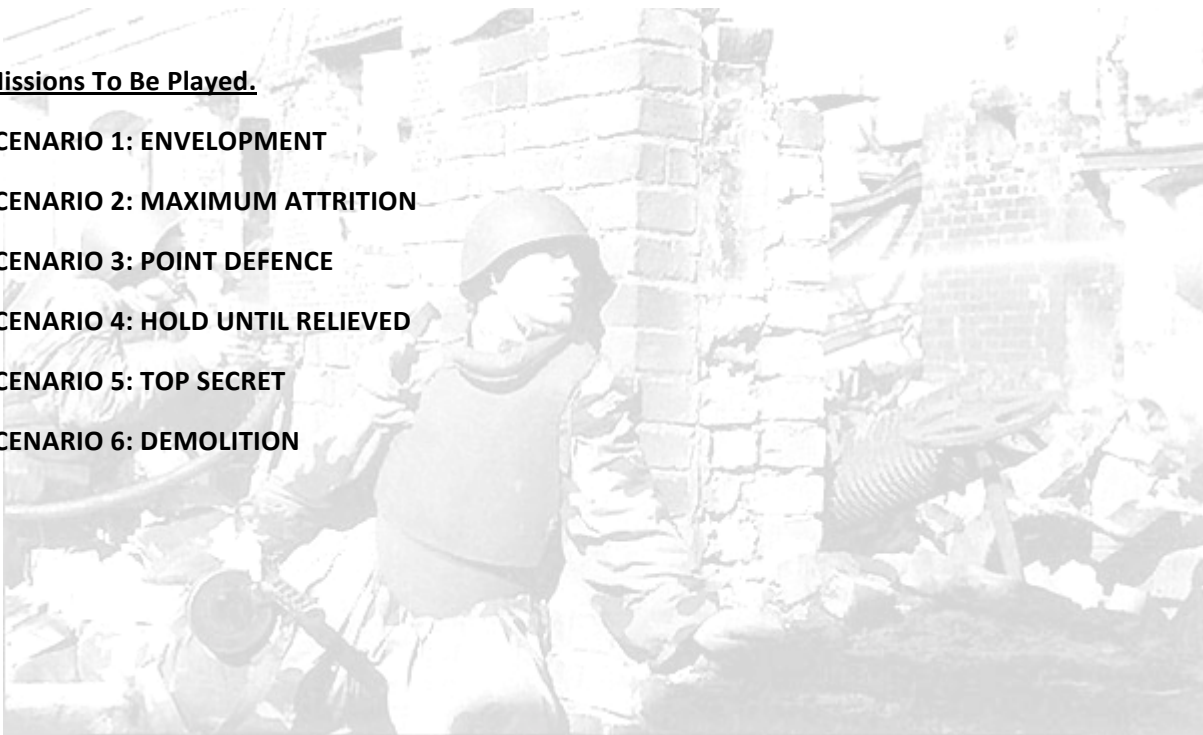 issions To Be Played.
CENARIO 1: ENVELOPMENT
CENARIO 2: MAXIMUM ATTRITION
CENARIO 3: POINT DEFENCE
CENARIO 4: HOLD UNTIL RELIEVED
CENARIO 5: TOP SECRET
CENARIO 6: DEMOLITION